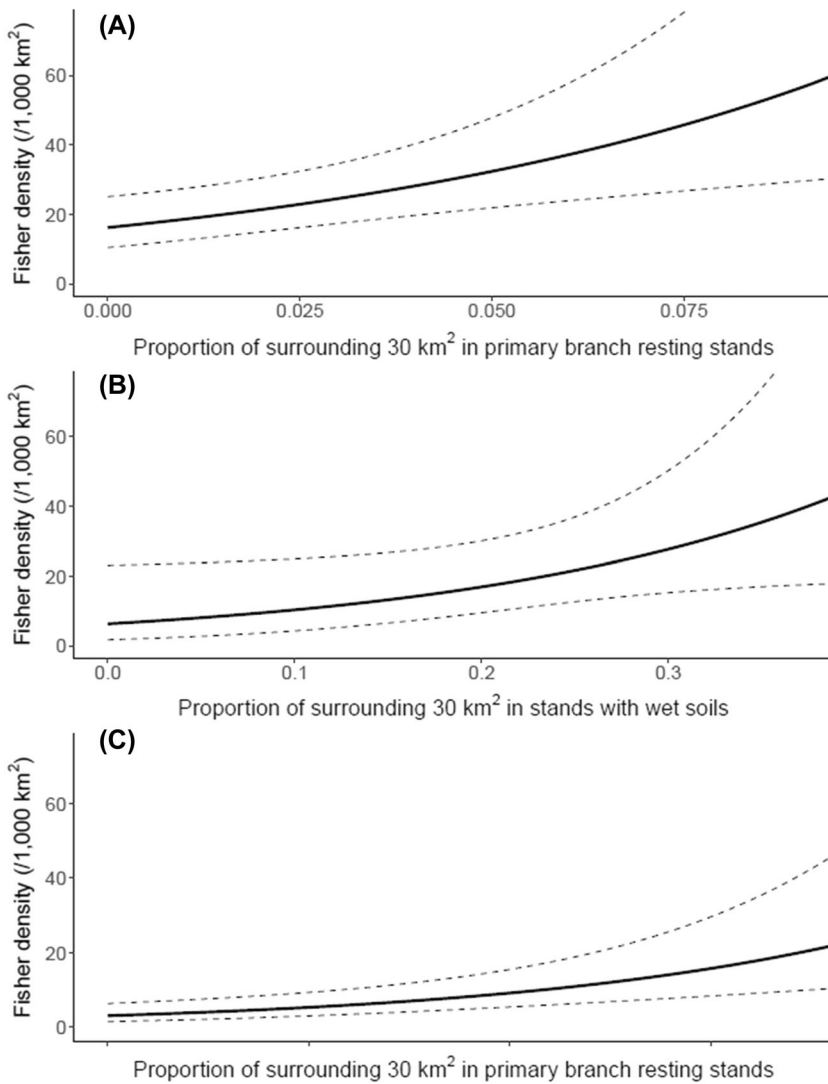 (A)
Fisher density (/1,000 km²)
60
40
20
0
0.000 0.025 0.050 0.075
Proportion of surrounding 30 km² in primary branch resting stands
(B)
Fisher density (/1,000 km²)
60
40
20
0
0.0 0.1 0.2 0.3
Proportion of surrounding 30 km² in stands with wet soils
(C)
Fisher density (/1,000 km²)
60
40
20
0
Proportion of surrounding 30 km² in primary branch resting stands